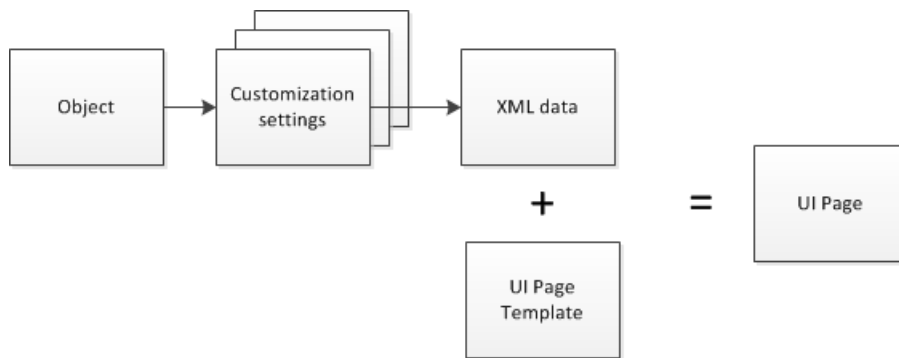 Object
Customization
settings
XML data
+
=
UI Page
UI Page
Template